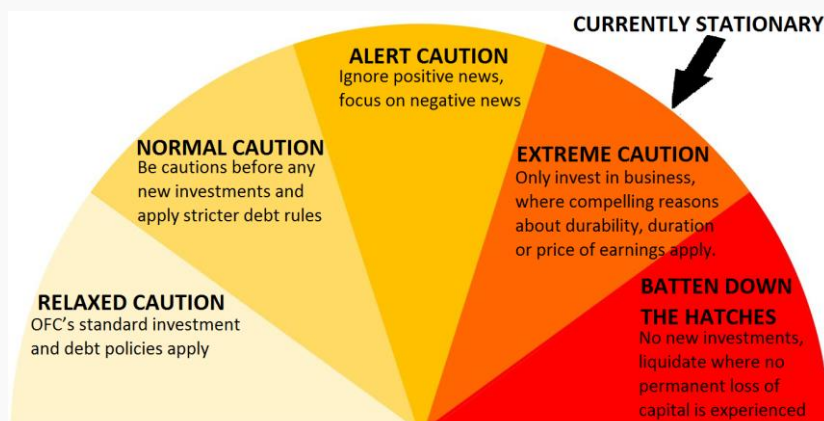 CURRENTLY STATIONARY
ALERT CAUTION
Ignore positive news,
focus on negative news
NORMAL CAUTION
Be cautions before any
new investments and
apply stricter debt rules
EXTREME CAUTION
Only invest in business,
where compelling reasons
about durability, duration
or price of earnings apply.
RELAXED CAUTION
OFC's standard investment
and debt policies apply
BATTEN DOWN
THE HATCHES
No new investments,
liquidate where no
permanent loss of
capital is experienced